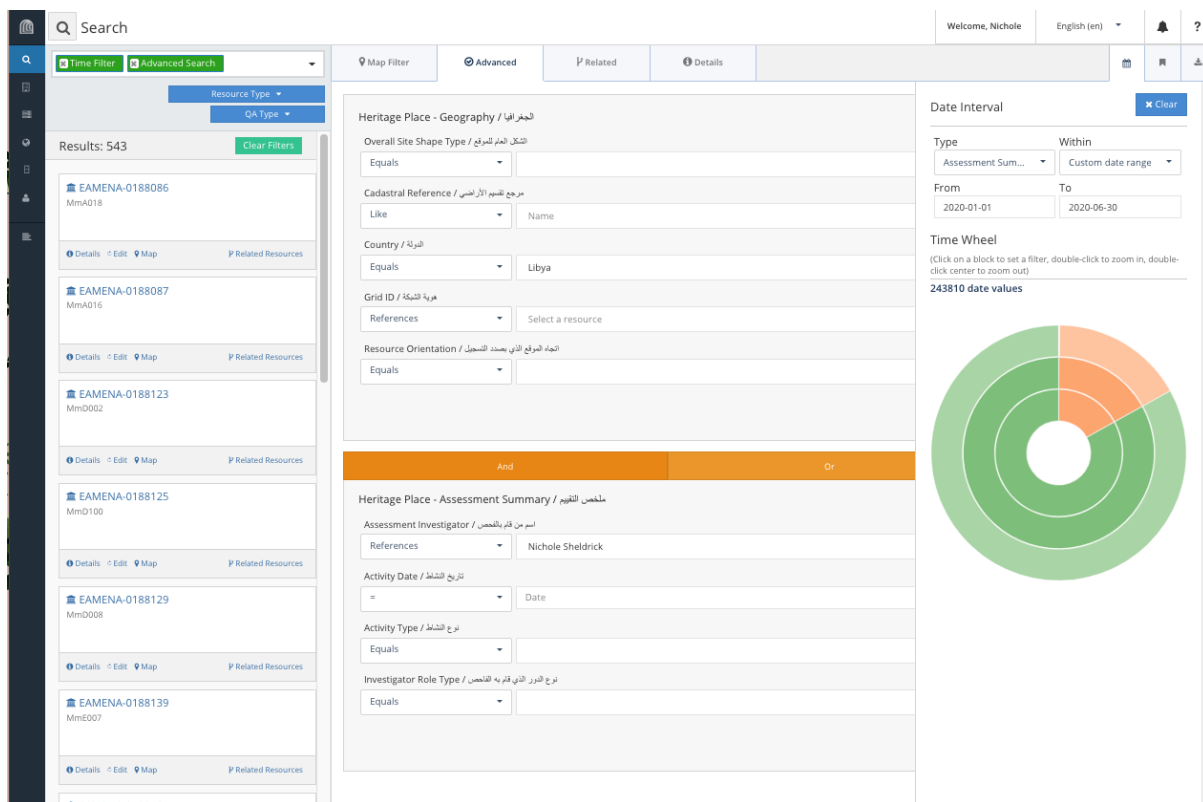 Search
Welcome, Nichole
English (en)
?
Time Filter
Advanced Search
Resource Type
QA Type
Results: 543
Clear Filters
EAMENA-0188086
MmA018
Details Edit Map Related Resources
EAMENA-0188087
MmA016
Details Edit Map Related Resources
EAMENA-0188123
MmD002
Details Edit Map Related Resources
EAMENA-0188125
MmD100
Details Edit Map Related Resources
EAMENA-0188129
MmD008
Details Edit Map Related Resources
EAMENA-0188139
MmE007
Details Edit Map Related Resources
Map Filter
Advanced
Related
Details
Heritage Place - Geography / الجغرافيا
Overall Site Shape Type / الشكل العام للموقع
Equals
Cadastral Reference / مرجع تقسيم الأراضي
Like
Name
Country / الدولة
Equals
Libya
Grid ID / هوية الشبكة
References
Select a resource
Resource Orientation / اتجاه الموقع الذي بصدد التسجيل
Equals
And
Or
Heritage Place - Assessment Summary / ملخص التقييم
Assessment Investigator / اسم من قام بالفحص
References
Nichole Sheldrick
Activity Date / تاريخ النشاط
=
Date
Activity Type / نوع النشاط
Equals
Investigator Role Type / نوع الدور الذي قام به الفاحص
Equals
Date Interval
Clear
Type
Within
Assessment Sum...
Custom date range
From
To
2020-01-01
2020-06-30
Time Wheel
(Click on a block to set a filter, double-click to zoom in, double-
click center to zoom out)
243810 date values